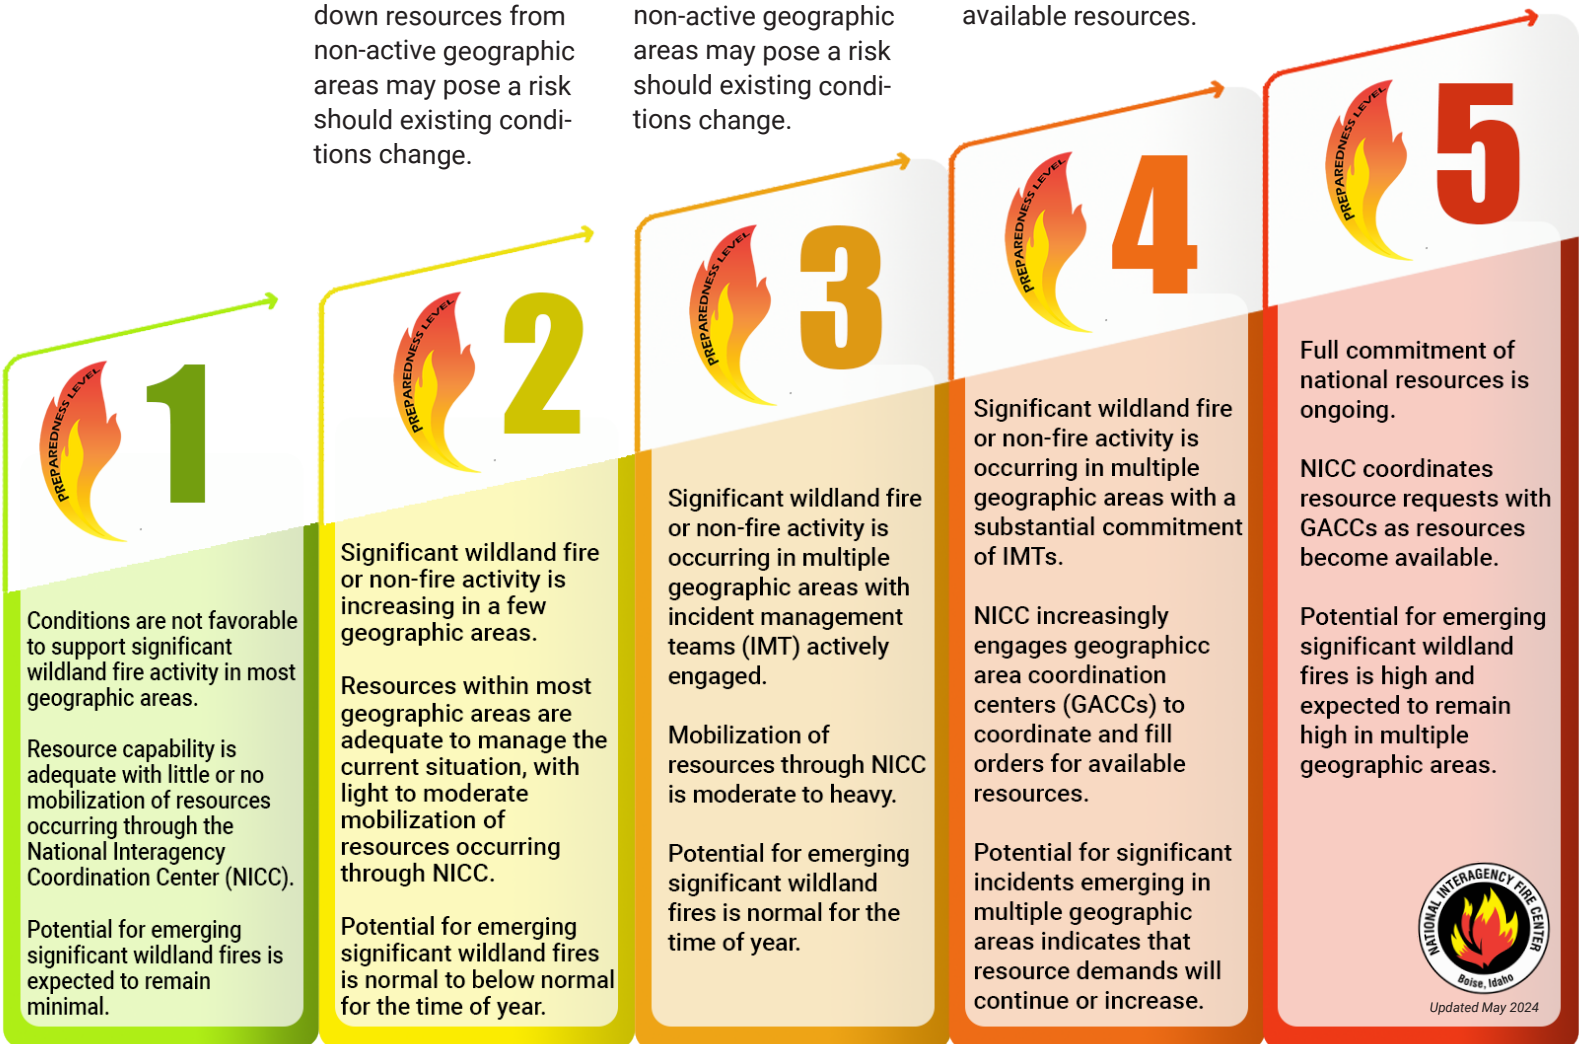 down resources from
non-active geographic
areas may pose a risk
should existing condi-
tions change.
non-active geographic
areas may pose a risk
should existing condi-
tions change.
available resources.
PREPAREDNESS LEVEL
1
Conditions are not favorable
to support significant
wildland fire activity in most
geographic areas.
Resource capability is
adequate with little or no
mobilization of resources
occurring through the
National Interagency
Coordination Center (NICC).
Potential for emerging
significant wildland fires is
expected to remain
minimal.
PREPAREDNESS LEVEL
2
Significant wildland fire
or non-fire activity is
increasing in a few
geographic areas.
Resources within most
geographic areas are
adequate to manage the
current situation, with
light to moderate
mobilization of
resources occurring
through NICC.
Potential for emerging
significant wildland fires
is normal to below normal
for the time of year.
PREPAREDNESS LEVEL
3
Significant wildland fire
or non-fire activity is
occurring in multiple
geographic areas with
incident management
teams (IMT) actively
engaged.
Mobilization of
resources through NICC
is moderate to heavy.
Potential for emerging
significant wildland
fires is normal for the
time of year.
PREPAREDNESS LEVEL
4
Significant wildland fire
or non-fire activity is
occurring in multiple
geographic areas with a
substantial commitment
of IMTs.
NICC increasingly
engages geographicc
area coordination
centers (GACCs) to
coordinate and fill
orders for available
resources.
Potential for significant
incidents emerging in
multiple geographic
areas indicates that
resource demands will
continue or increase.
PREPAREDNESS LEVEL
5
Full commitment of
national resources is
ongoing.
NICC coordinates
resource requests with
GACCs as resources
become available.
Potential for emerging
significant wildland
fires is high and
expected to remain
high in multiple
geographic areas.
NATIONAL INTERAGENCY FIRE CENTER
Boise, Idaho
Updated May 2024